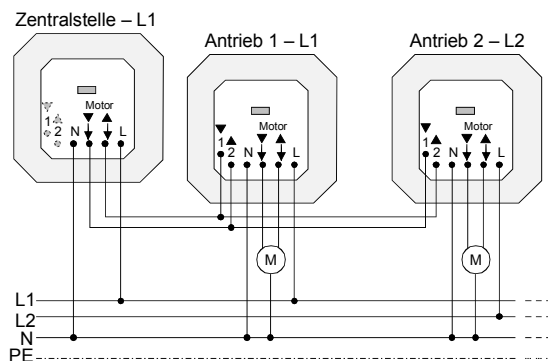 Zentralstelle – L1
Antrieb 1 – L1
Antrieb 2 – L2
Motor
1
2
N
L
Motor
1
2
N
L
Motor
1
2
N
L
M
M
L1
L2
N
PE